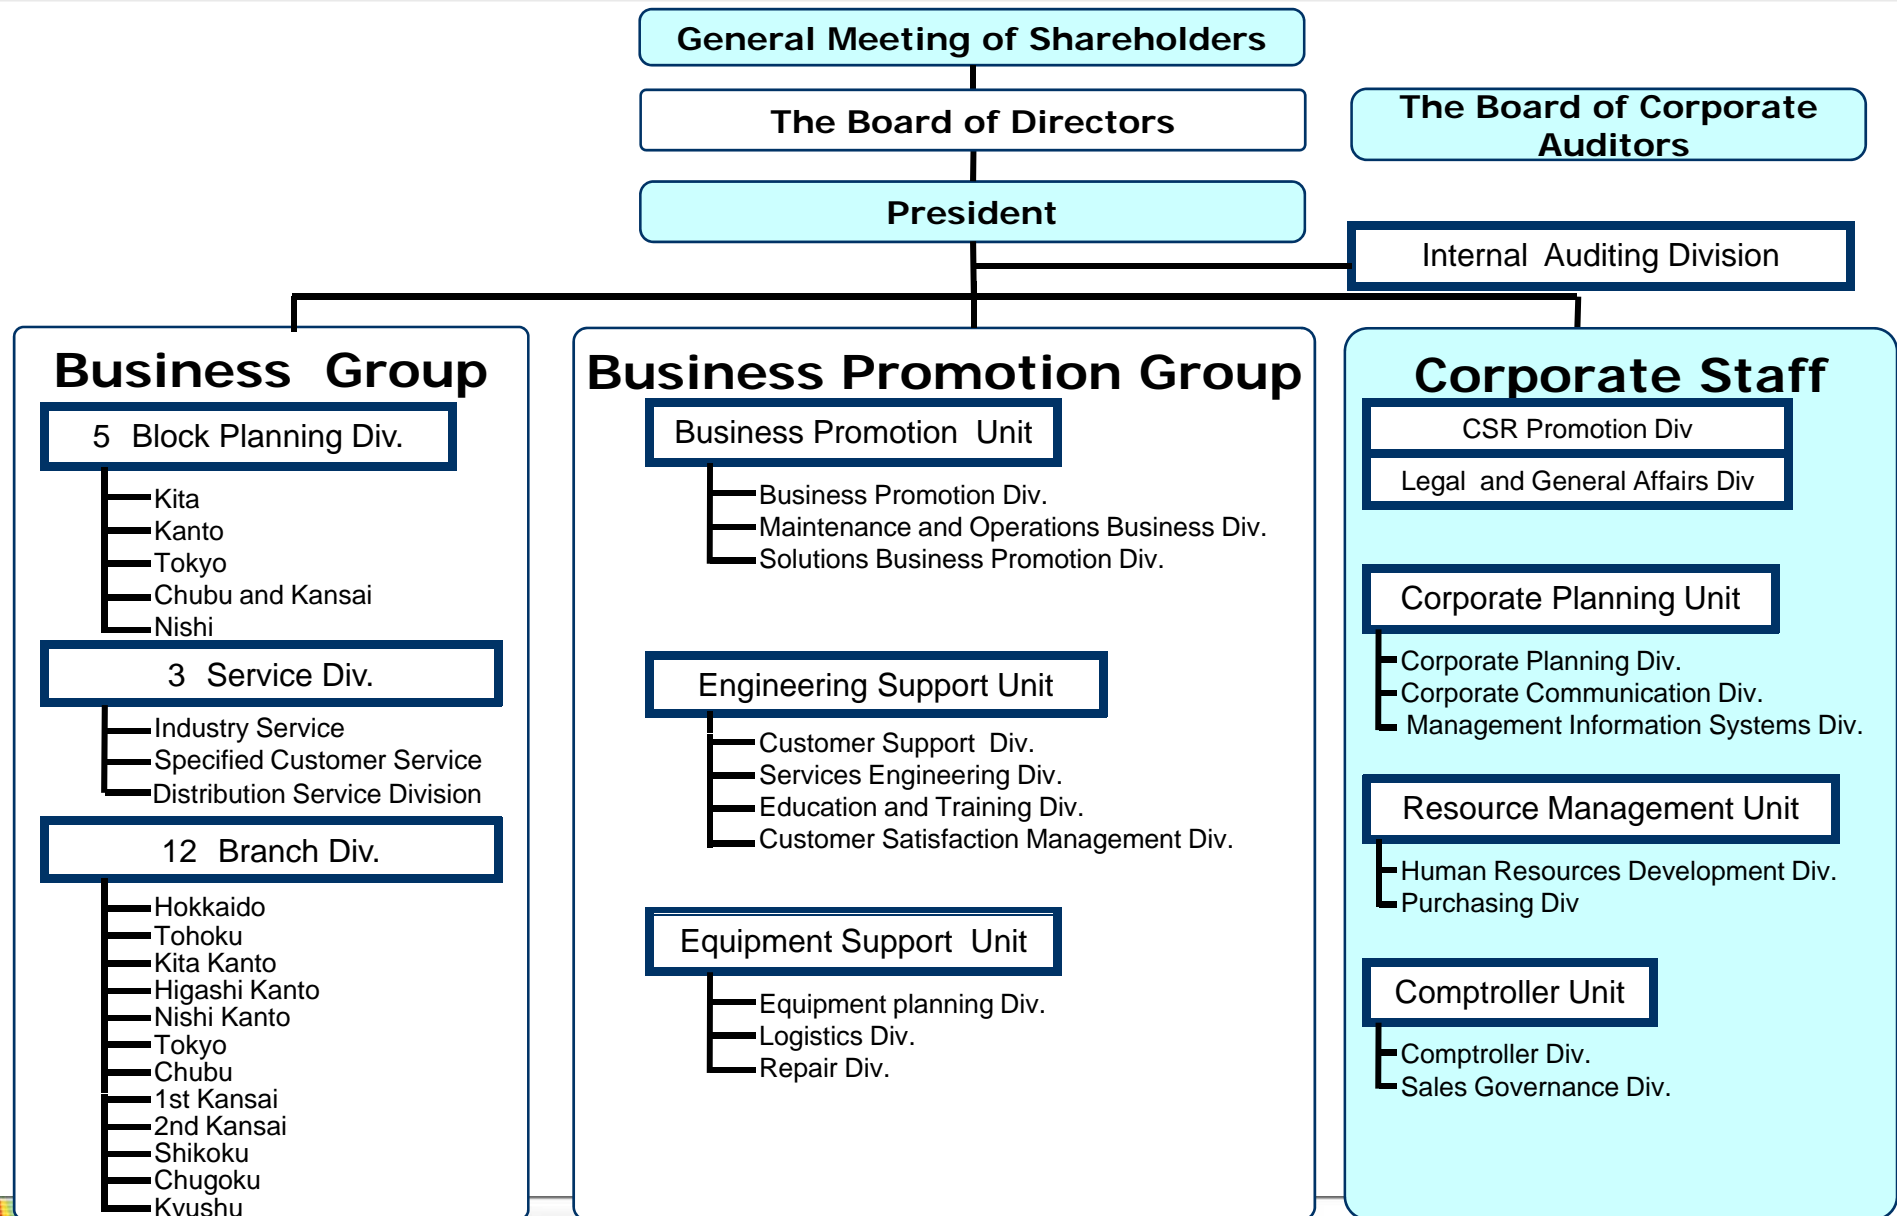 General Meeting of Shareholders
The Board of Directors
The Board of Corporate
Auditors
President
Internal Auditing Division
Business Group
5 Block Planning Div.
Kita
Kanto
Tokyo
Chubu and Kansai
Nishi
3 Service Div.
Industry Service
Specified Customer Service
Distribution Service Division
12 Branch Div.
Hokkaido
Tohoku
Kita Kanto
Higashi Kanto
Nishi Kanto
Tokyo
Chubu
1st Kansai
2nd Kansai
Shikoku
Chugoku
Kyushu
Business Promotion Group
Business Promotion Unit
Business Promotion Div.
Maintenance and Operations Business Div.
Solutions Business Promotion Div.
Engineering Support Unit
Customer Support Div.
Services Engineering Div.
Education and Training Div.
Customer Satisfaction Management Div.
Equipment Support Unit
Equipment planning Div.
Logistics Div.
Repair Div.
Corporate Staff
CSR Promotion Div
Legal and General Affairs Div
Corporate Planning Unit
Corporate Planning Div.
Corporate Communication Div.
Management Information Systems Div.
Resource Management Unit
Human Resources Development Div.
Purchasing Div
Comptroller Unit
Comptroller Div.
Sales Governance Div.